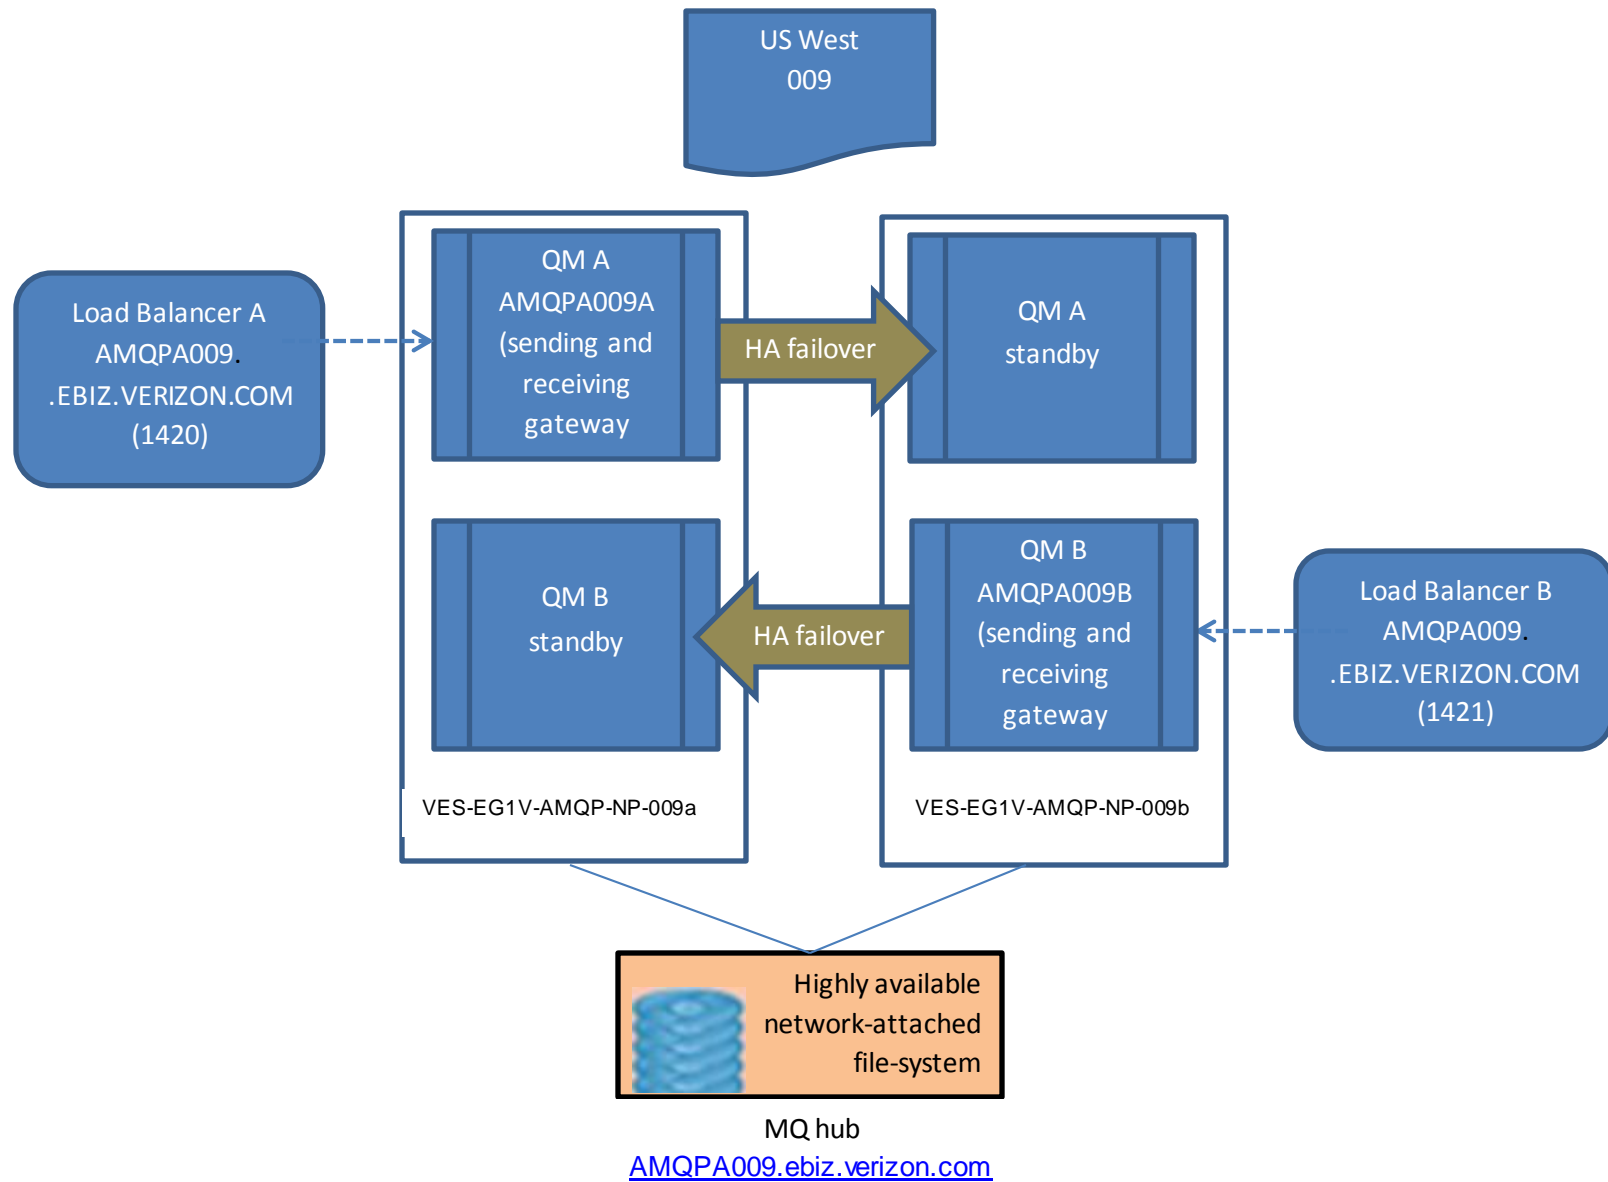 US West
009
Load Balancer A
AMQPA009.
.EBIZ.VERIZON.COM
(1420)
QM A
AMQPA009A
(sending and
receiving
gateway
HA failover
QM A
standby
QM B
standby
HA failover
QM B
AMQPA009B
(sending and
receiving
gateway
Load Balancer B
AMQPA009.
.EBIZ.VERIZON.COM
(1421)
VES-EG1V-AMQP-NP-009a
VES-EG1V-AMQP-NP-009b
Highly available
network-attached
file-system
MQ hub
AMQPA009.ebiz.verizon.com